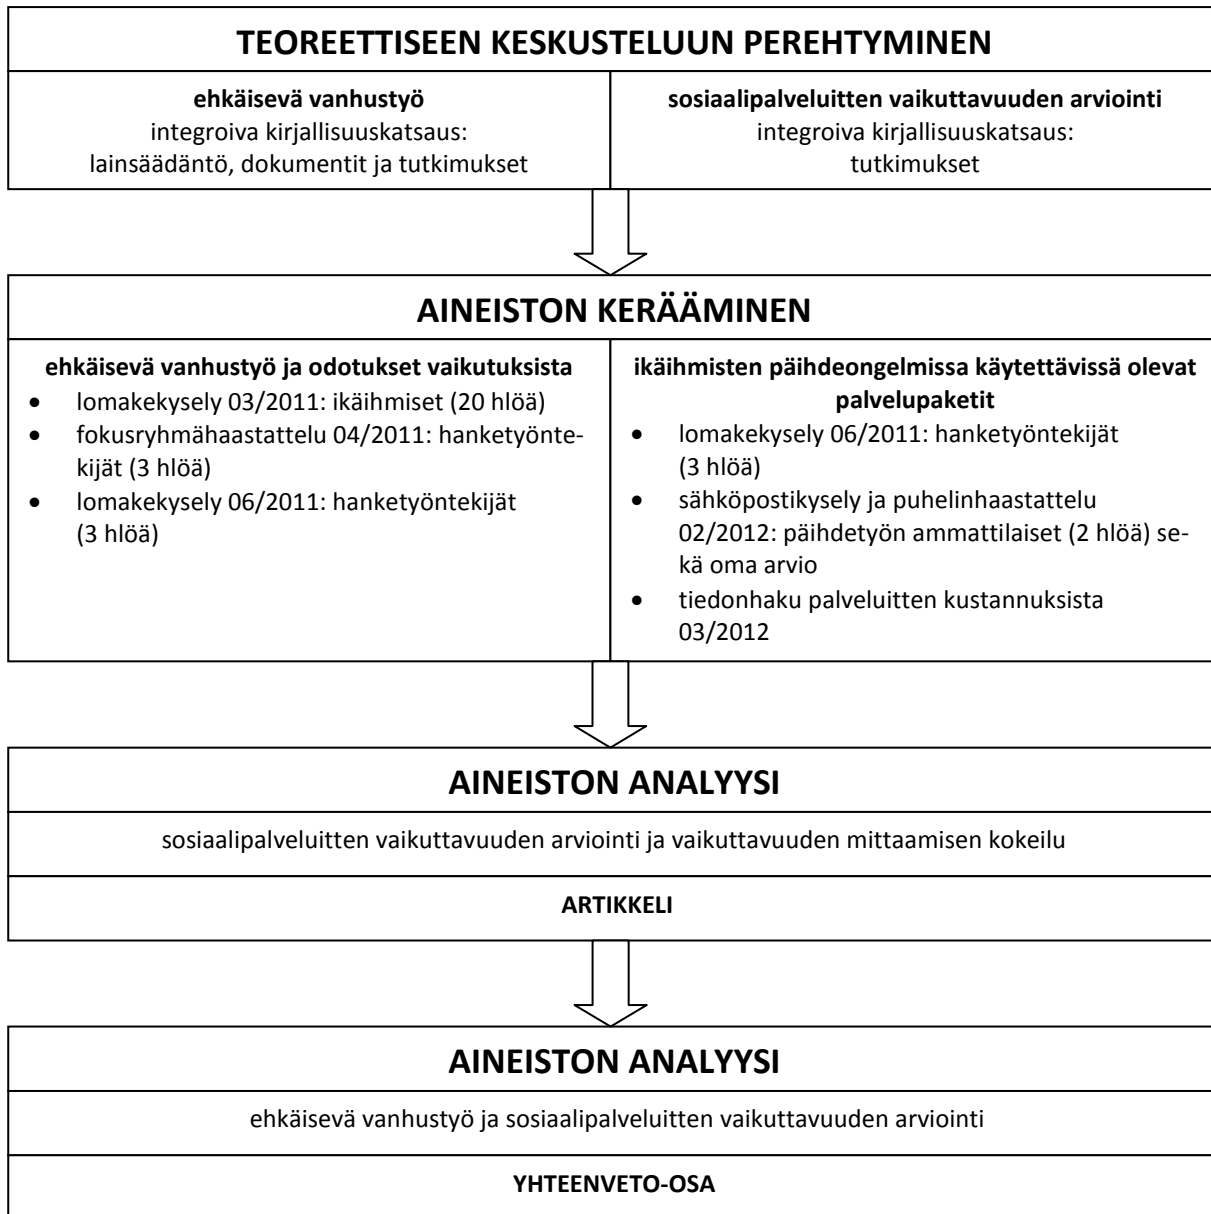 TEOREETTISEEN KESKUSTELUUN PEREHTYMINEN
ehkäisevä vanhustyö
integroiva kirjallisuuskatsaus:
lainsäädäntö, dokumentit ja tutkimukset
sosiaalipalveluitten vaikuttavuuden arviointi
integroiva kirjallisuuskatsaus:
tutkimukset
AINEISTON KERÄÄMINEN
ehkäisevä vanhustyö ja odotukset vaikutuksista
• lomakekysely 03/2011: ikäihmiset (20 hlöä)
• fokusryhmähaastattelu 04/2011: hanketyönte-
kijät (3 hlöä)
• lomakekysely 06/2011: hanketyöntekijät
(3 hlöä)
ikäihmisten päihdeongelmissa käytettävissä olevat
palvelupaketit
• lomakekysely 06/2011: hanketyöntekijät
(3 hlöä)
• sähköpostikysely ja puhelinhaastattelu
02/2012: päihdetyön ammattilaiset (2 hlöä) se-
kä oma arvio
• tiedonhaku palveluitten kustannuksista
03/2012
AINEISTON ANALYYSI
sosiaalipalveluitten vaikuttavuuden arviointi ja vaikuttavuuden mittaamisen kokeilu
ARTIKKELI
AINEISTON ANALYYSI
ehkäisevä vanhustyö ja sosiaalipalveluitten vaikuttavuuden arviointi
YHTEENVETO-OSA